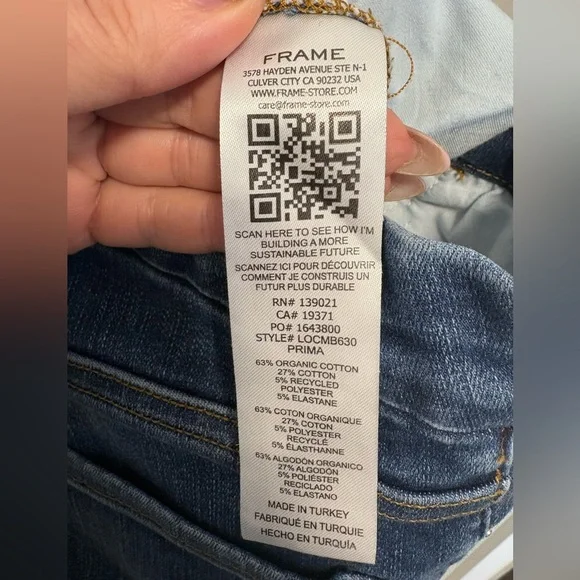 FRAME
3578 HAYDEN AVENUE STE N-1
CULVER CITY CA 90232 USA
WWW.FRAME-STORE.COM
care@frame-store.com
SCAN HERE TO SEE HOW I'M
BUILDING A MORE
SUSTAINABLE FUTURE
SCANNEZ ICI POUR DÉCOUVRIR
COMMENT JE CONSTRUIS UN
FUTUR PLUS DURABLE
RN# 139021
CA# 19371
PO# 1643800
STYLE# LOCMB630
PRIMA
63% ORGANIC COTTON
27% COTTON
5% RECYCLED
POLYESTER
5% ELASTANE
63% COTON ORGANIQUE
27% COTON
5% POLYESTER
RECYCLÉ
5% ÉLASTHANNE
63% ALGODÓN ORGANICO
27% ALGODÓN
5% POLIÉSTER
RECICLADO
5% ELASTANO
MADE IN TURKEY
FABRIQUÉ EN TURQUIE
HECHO EN TURQUÍA